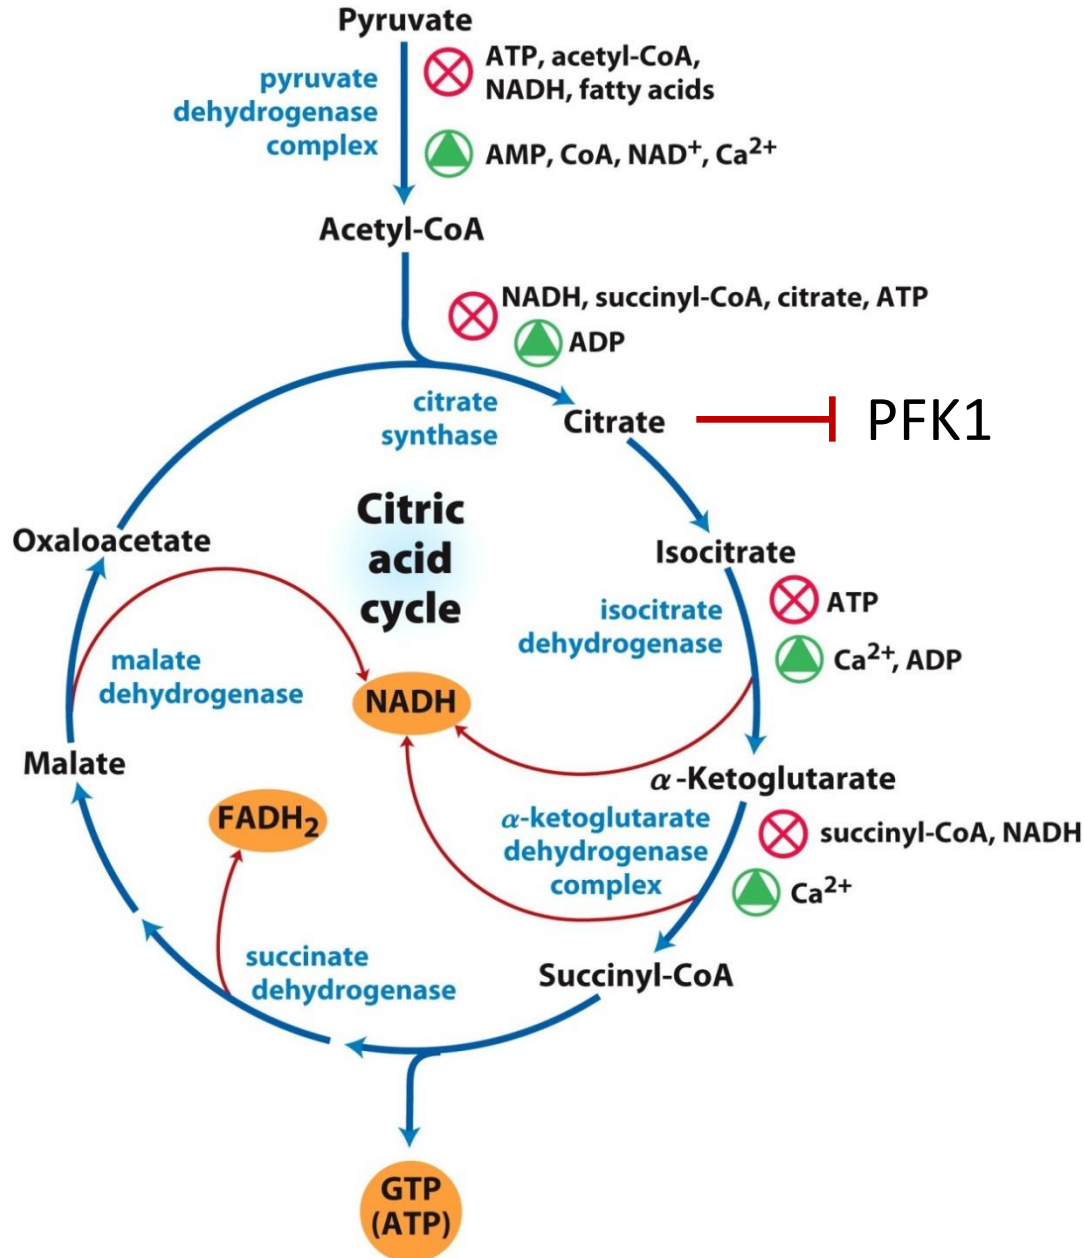 Pyruvate
ATP, acetyl-CoA,
NADH, fatty acids
pyruvate
dehydrogenase
complex
AMP, CoA, NAD⁺, Ca²⁺
Acetyl-CoA
NADH, succinyl-CoA, citrate, ATP
ADP
citrate
synthase
Citrate
PFK1
Citric
acid
cycle
Oxaloacetate
Isocitrate
ATP
isocitrate
dehydrogenase
Ca²⁺, ADP
malate
dehydrogenase
NADH
Malate
α-Ketoglutarate
FADH₂
α-ketoglutarate
dehydrogenase
complex
succinyl-CoA, NADH
Ca²⁺
succinate
dehydrogenase
Succinyl-CoA
GTP
(ATP)